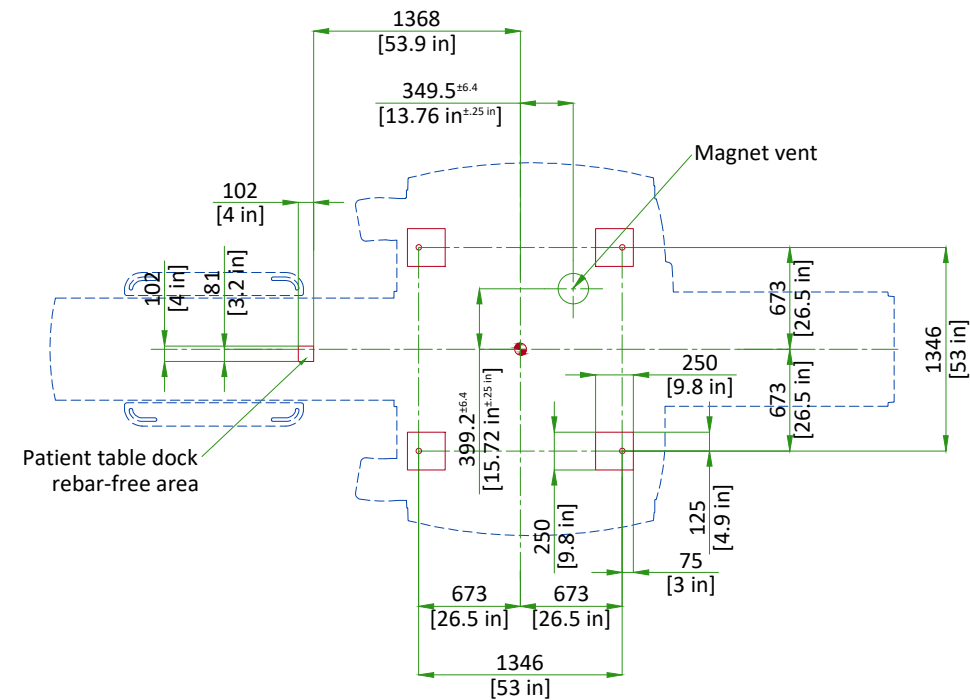 1368
[53.9 in]
349.5±6.4
[13.76 in±.25 in]
Magnet vent
102
[4 in]
102
[4 in]
81
[3.2 in]
673
[26.5 in]
1346
[53 in]
250
[9.8 in]
673
[26.5 in]
399.2±6.4
[15.72 in±.25 in]
Patient table dock
rebar-free area
250
[9.8 in]
125
[4.9 in]
75
[3 in]
673
[26.5 in]
673
[26.5 in]
1346
[53 in]